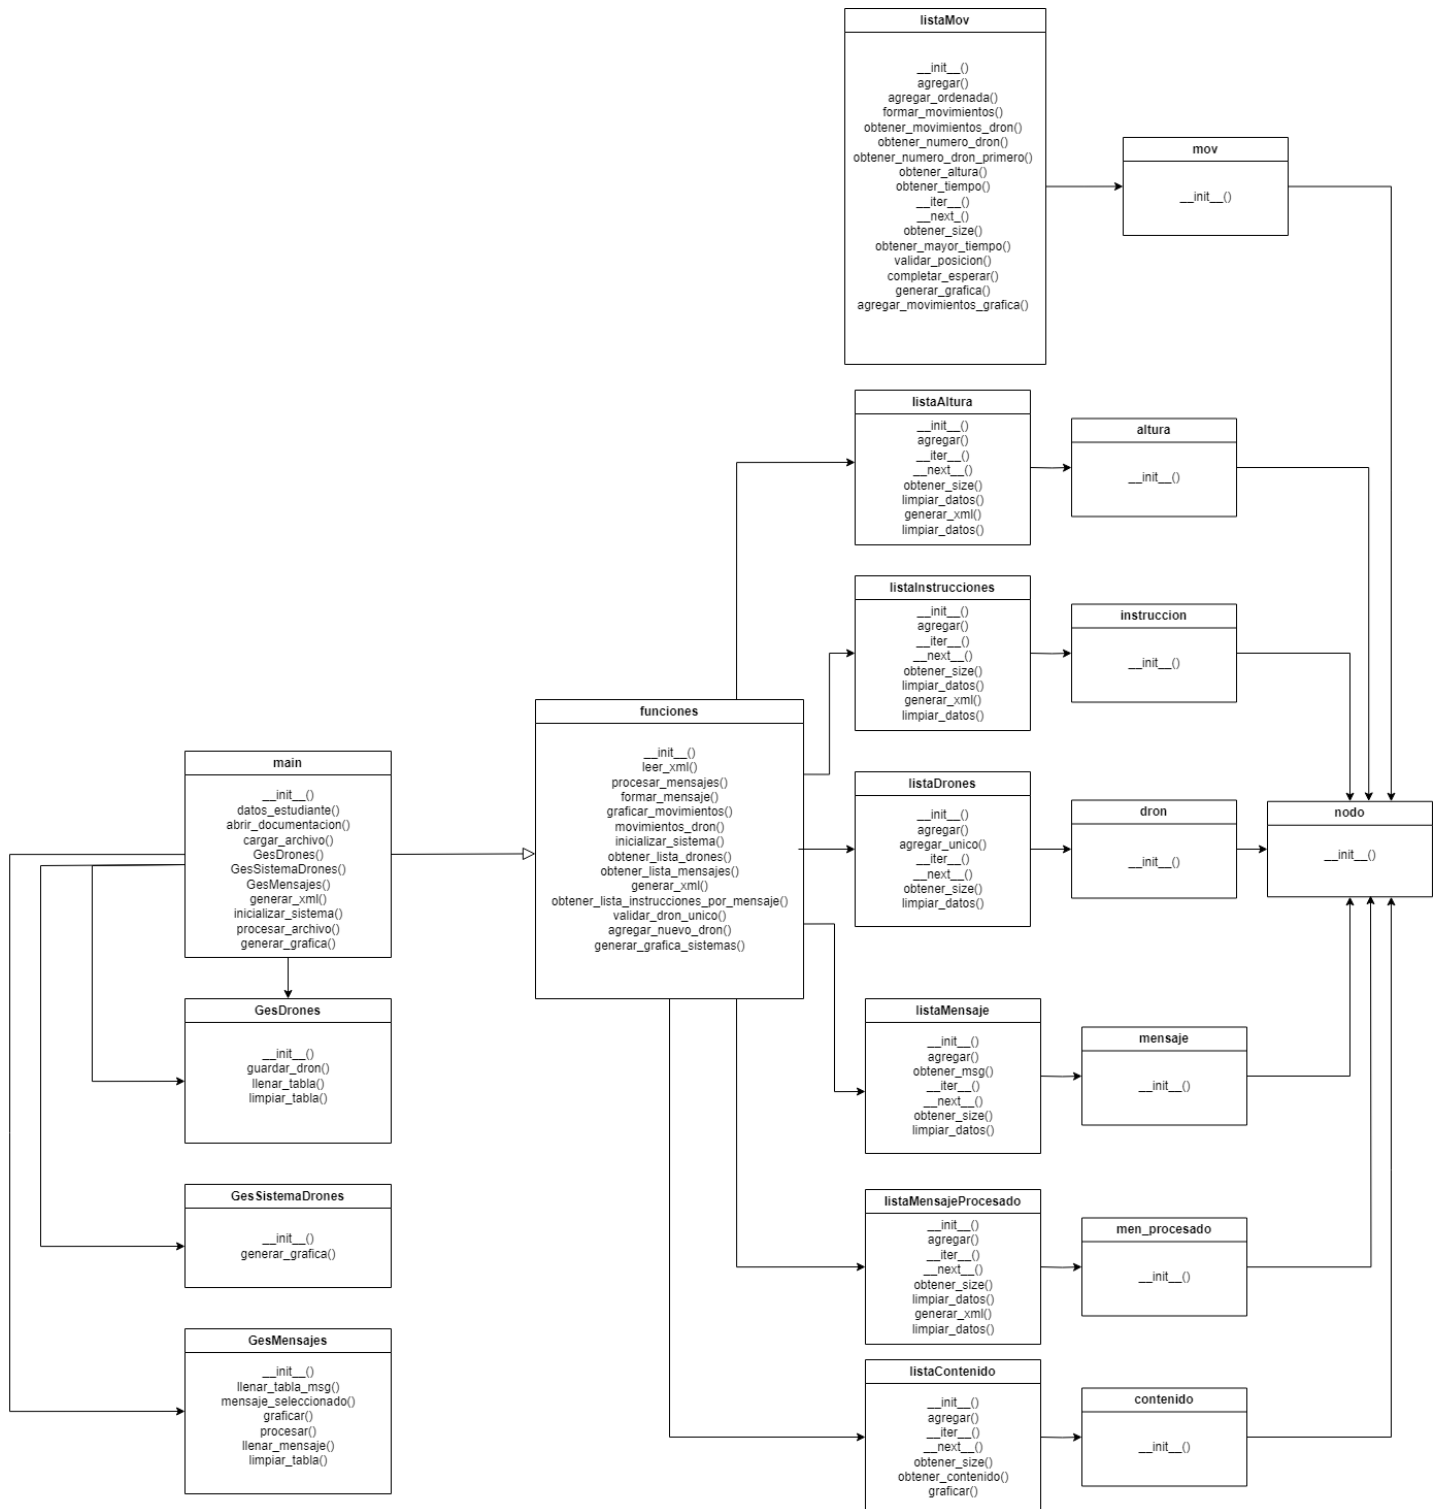 listaMov
__init__()
agregar()
agregar_ordenada()
formar_movimientos()
obtener_movimientos_dron()
obtener_numero_dron()
obtener_numero_dron_primero()
obtener_altura()
obtener_tiempo()
__iter__()
__next_()
obtener_size()
obtener_mayor_tiempo()
validar_posicion()
completar_esperar()
generar_grafica()
agregar_movimientos_grafica()
mov
__init__()
listaAltura
__init__()
agregar()
__iter__()
__next__()
obtener_size()
limpiar_datos()
generar_xml()
limpiar_datos()
altura
__init__()
listaInstrucciones
__init__()
agregar()
__iter__()
__next__()
obtener_size()
limpiar_datos()
generar_xml()
limpiar_datos()
instruccion
__init__()
funciones
__init__()
leer_xml()
procesar_mensajes()
formar_mensaje()
graficar_movimientos()
movimientos_dron()
inicializar_sistema()
obtener_lista_drones()
obtener_lista_mensajes()
generar_xml()
obtener_lista_instrucciones_por_mensaje()
validar_dron_unico()
agregar_nuevo_dron()
generar_grafica_sistemas()
main
__init__()
datos_estudiante()
abrir_documentacion()
cargar_archivo()
GesDrones()
GesSistemaDrones()
GesMensajes()
generar_xml()
inicializar_sistema()
procesar_archivo()
generar_grafica()
listaDrones
__init__()
agregar()
agregar_unico()
__iter__()
__next__()
obtener_size()
limpiar_datos()
dron
__init__()
nodo
__init__()
GesDrones
__init__()
guardar_dron()
llenar_tabla()
limpiar_tabla()
listaMensaje
__init__()
agregar()
obtener_msg()
__iter__()
__next__()
obtener_size()
limpiar_datos()
mensaje
__init__()
GesSistemaDrones
__init__()
generar_grafica()
listaMensajeProcesado
__init__()
agregar()
__iter__()
__next__()
obtener_size()
limpiar_datos()
generar_xml()
limpiar_datos()
men_procesado
__init__()
GesMensajes
__init__()
llenar_tabla_msg()
mensaje_seleccionado()
graficar()
procesar()
llenar_mensaje()
limpiar_tabla()
listaContenido
__init__()
agregar()
__iter__()
__next__()
obtener_size()
obtener_contenido()
graficar()
contenido
__init__()